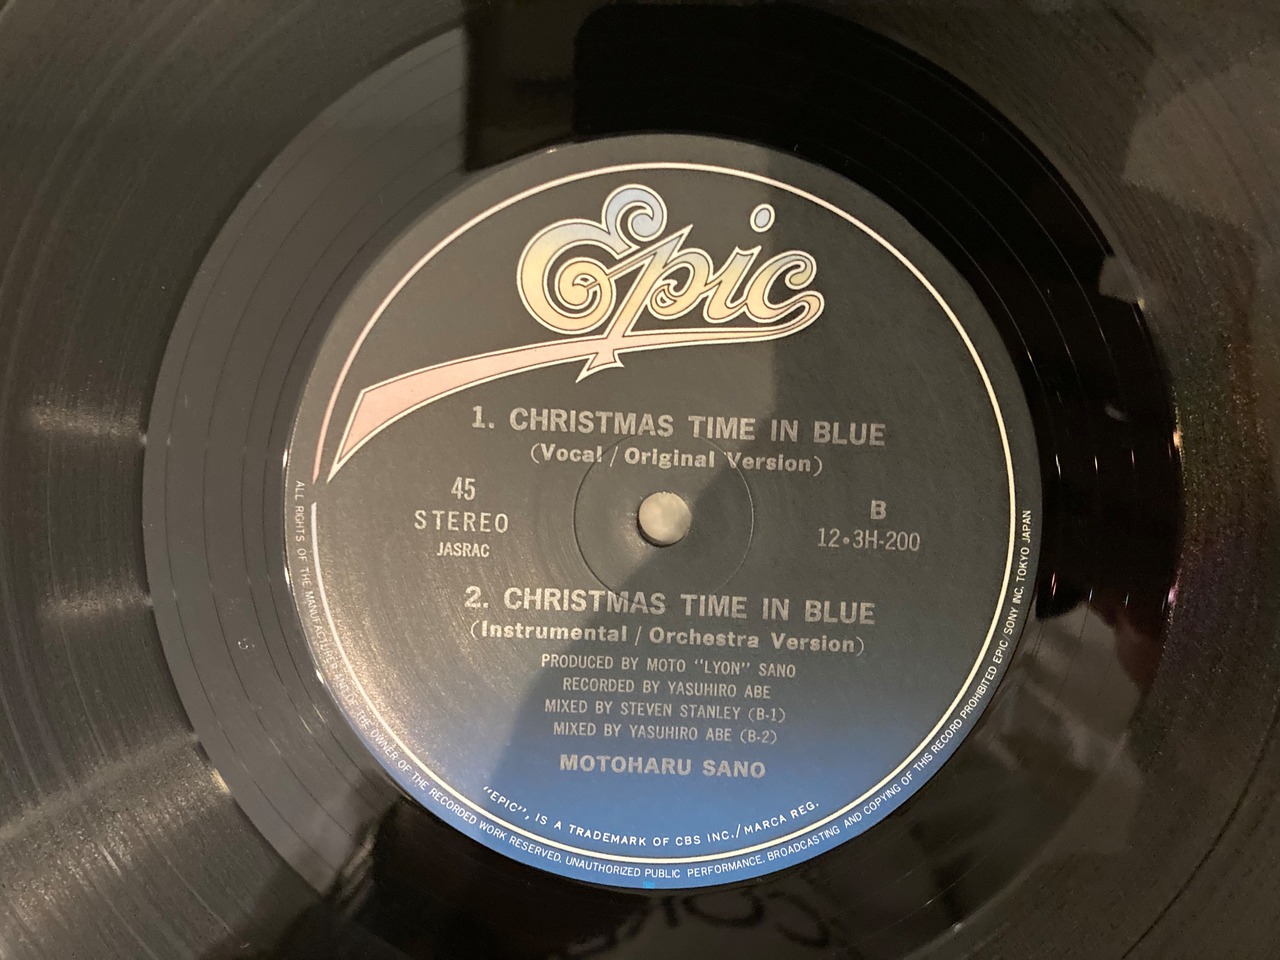 Epic
1. CHRISTMAS TIME IN BLUE
(Vocal / Original Version)
45
STEREO
JASRAC
B
12•3H-200
2. CHRISTMAS TIME IN BLUE
(Instrumental / Orchestra Version)
PRODUCED BY MOTO "LYON" SANO
RECORDED BY YASUHIRO ABE
MIXED BY STEVEN STANLEY (B-1)
MIXED BY YASUHIRO ABE (B-2)
MOTOHARU SANO
"EPIC", IS A TRADEMARK OF CBS INC./MARCA REG.
ALL RIGHTS OF THE MANUFACTURER AND OF THE OWNER OF THE RECORDED WORK RESERVED. UNAUTHORIZED PUBLIC PERFORMANCE. BROADCASTING AND COPYING OF THIS RECORD PROHIBITED EPIC/SONY INC. TOKYO JAPAN